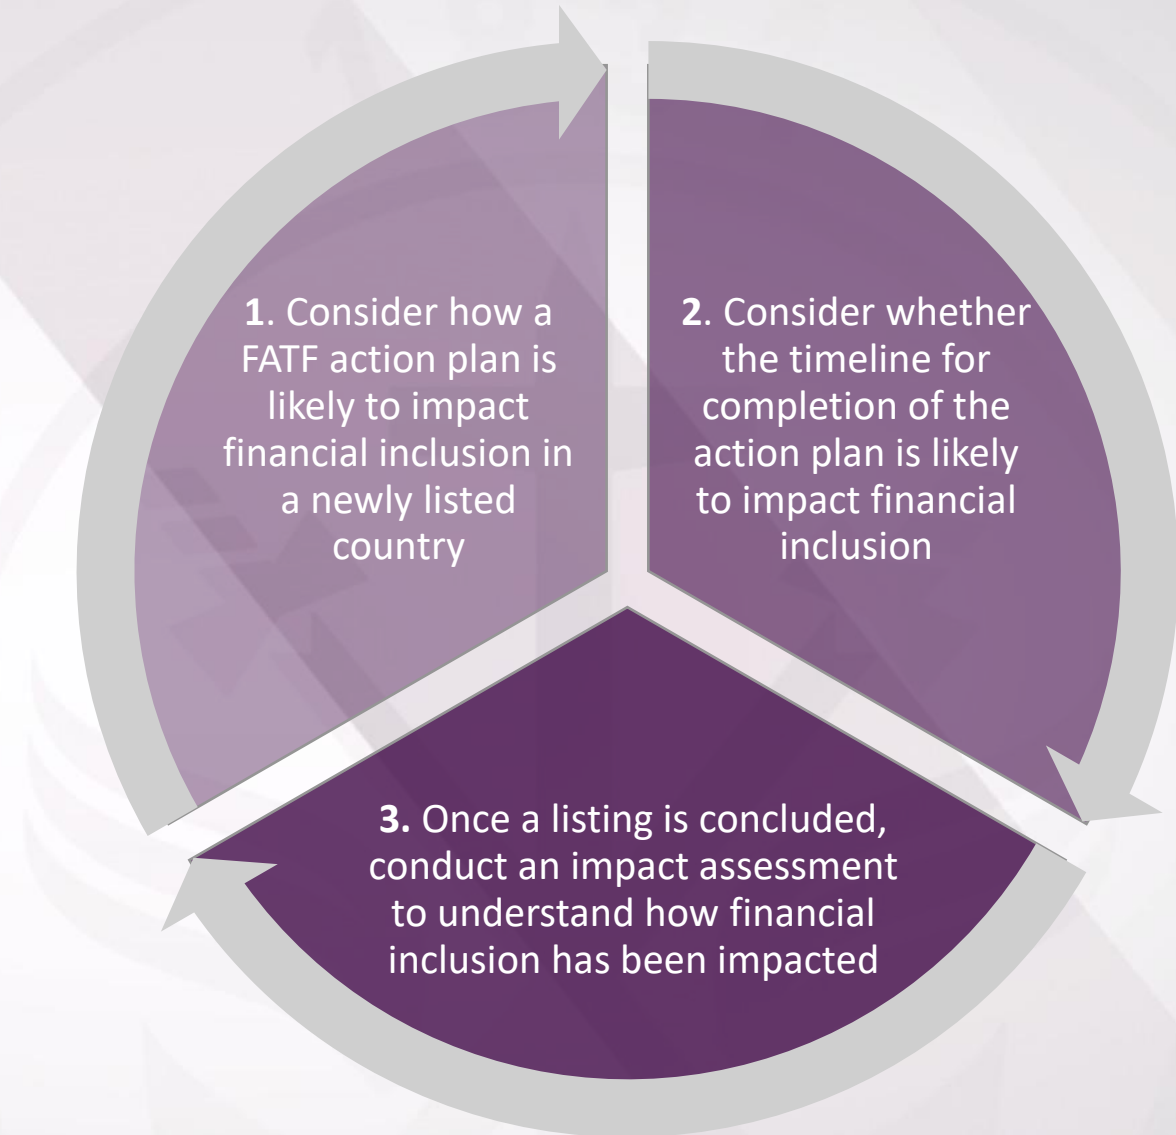 1. Consider how a
FATF action plan is
likely to impact
financial inclusion in
a newly listed
country
2. Consider whether
the timeline for
completion of the
action plan is likely
to impact financial
inclusion
3. Once a listing is concluded,
conduct an impact assessment
to understand how financial
inclusion has been impacted